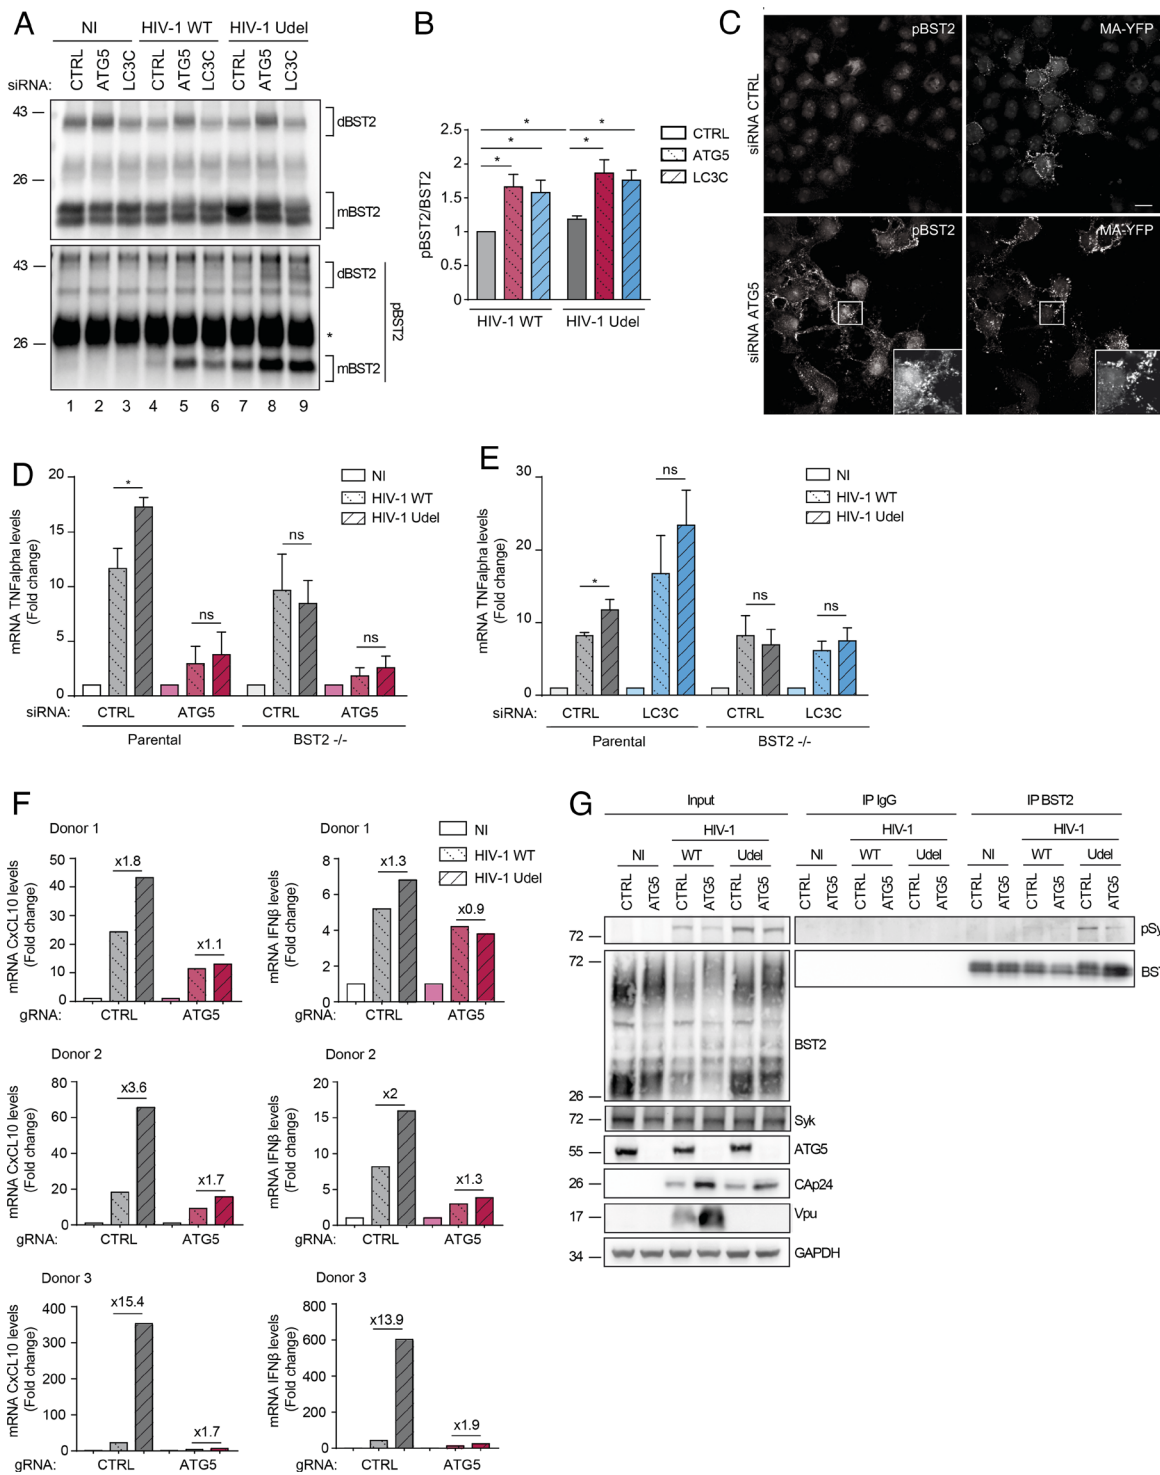 A
NI HIV-1 WT HIV-1 Udel
siRNA: CTRL ATG5 LC3C CTRL ATG5 LC3C CTRL ATG5 LC3C
43
dBST2
26
mBST2
43
dBST2
26
*
mBST2
pBST2
1 2 3 4 5 6 7 8 9
B
pBST2/BST2
2.5
2
1.5
1
0.5
0
* * * * *
CTRL
ATG5
LC3C
HIV-1 WT HIV-1 Udel
C
siRNA CTRL
pBST2 MA-YFP
siRNA ATG5
pBST2 MA-YFP
D
mRNA TNFalpha levels
(Fold change)
20
15
10
5
0
* ns ns ns
NI
HIV-1 WT
HIV-1 Udel
siRNA: CTRL ATG5 CTRL ATG5
Parental BST2 -/-
E
mRNA TNFalpha levels
(Fold change)
30
20
10
0
* ns ns ns
NI
HIV-1 WT
HIV-1 Udel
siRNA: CTRL LC3C CTRL LC3C
Parental BST2 -/-
F
Donor 1
mRNA CxCL10 levels
(Fold change)
50
40
30
20
10
0
x1.8
x1.1
gRNA: CTRL ATG5
Donor 1
mRNA IFNβ levels
(Fold change)
8
6
4
2
0
x1.3
x0.9
gRNA: CTRL ATG5
NI
HIV-1 WT
HIV-1 Udel
Donor 2
mRNA CxCL10 levels
(Fold change)
80
60
40
20
0
x3.6
x1.7
gRNA: CTRL ATG5
Donor 2
mRNA IFNβ levels
(Fold change)
20
15
10
5
0
x2
x1.3
gRNA: CTRL ATG5
Donor 3
mRNA CxCL10 levels
(Fold change)
400
300
200
100
0
x15.4
x1.7
gRNA: CTRL ATG5
Donor 3
mRNA IFNβ levels
(Fold change)
800
600
400
200
0
x13.9
x1.9
gRNA: CTRL ATG5
G
Input IP IgG IP BST2
HIV-1 HIV-1 HIV-1
NI WT Udel NI WT Udel NI WT Udel
CTRL ATG5 CTRL ATG5 CTRL ATG5 CTRL ATG5 CTRL ATG5 CTRL ATG5 CTRL ATG5 CTRL ATG5 CTRL ATG5
72 pSy
72 BST
BST2
26
72 Syk
55 ATG5
26 CAp24
17 Vpu
34 GAPDH